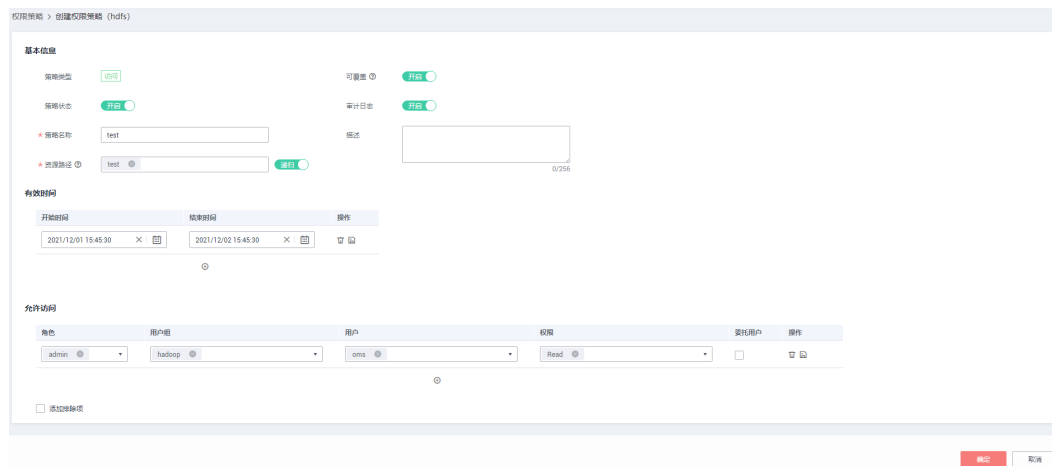 权限策略 > 创建权限策略（hdfs）
基本信息
策略类型 访问 可覆盖 开启
策略状态 开启 审计日志 开启
* 策略名称 test 描述
* 资源路径 test 递归
0/256
有效时间
开始时间 结束时间 操作
2021/12/01 15:45:30 2021/12/02 15:45:30
允许访问
角色 用户组 用户 权限 委托用户 操作
admin hadoop oms Read
添加排除项
确定 取消